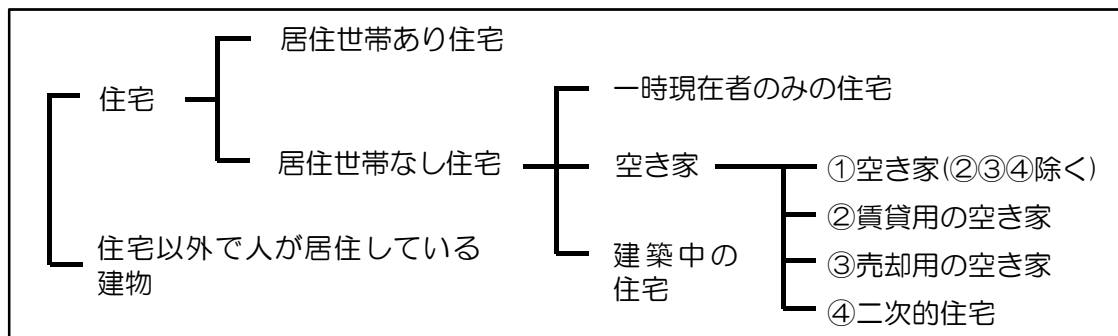 居住世帯あり住宅
住宅
一時現在者のみの住宅
居住世帯なし住宅
空き家
①空き家(②③④除く)
②賃貸用の空き家
住宅以外で人が居住している
建物
建築中の
住宅
③売却用の空き家
④二次的住宅